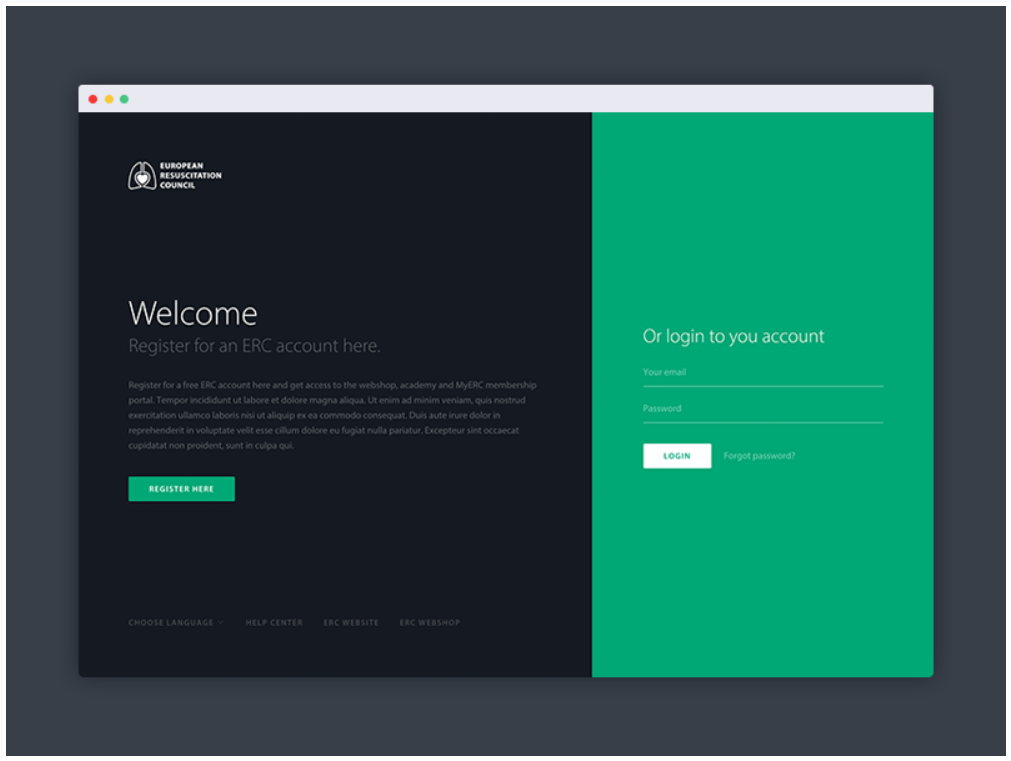 EUROPEAN
RESUSCITATION
COUNCIL
Welcome
Register for an ERC account here.
Register for a free ERC account here and get access to the webshop, academy and MyERC membership
portal. Tempor incididunt ut labore et dolore magna aliqua. Ut enim ad minim veniam, quis nostrud
exercitation ullamco laboris nisi ut aliquip ex ea commodo consequat. Duis aute irure dolor in
reprehenderit in voluptate velit esse cillum dolore eu fugiat nulla pariatur. Excepteur sint occaecat
cupidatat non proident, sunt in culpa qui.
REGISTER HERE
CHOOSE LANGUAGE HELP CENTER ERC WEBSITE ERC WEBSHOP
Or login to you account
Your email
Password
LOGIN Forgot password?